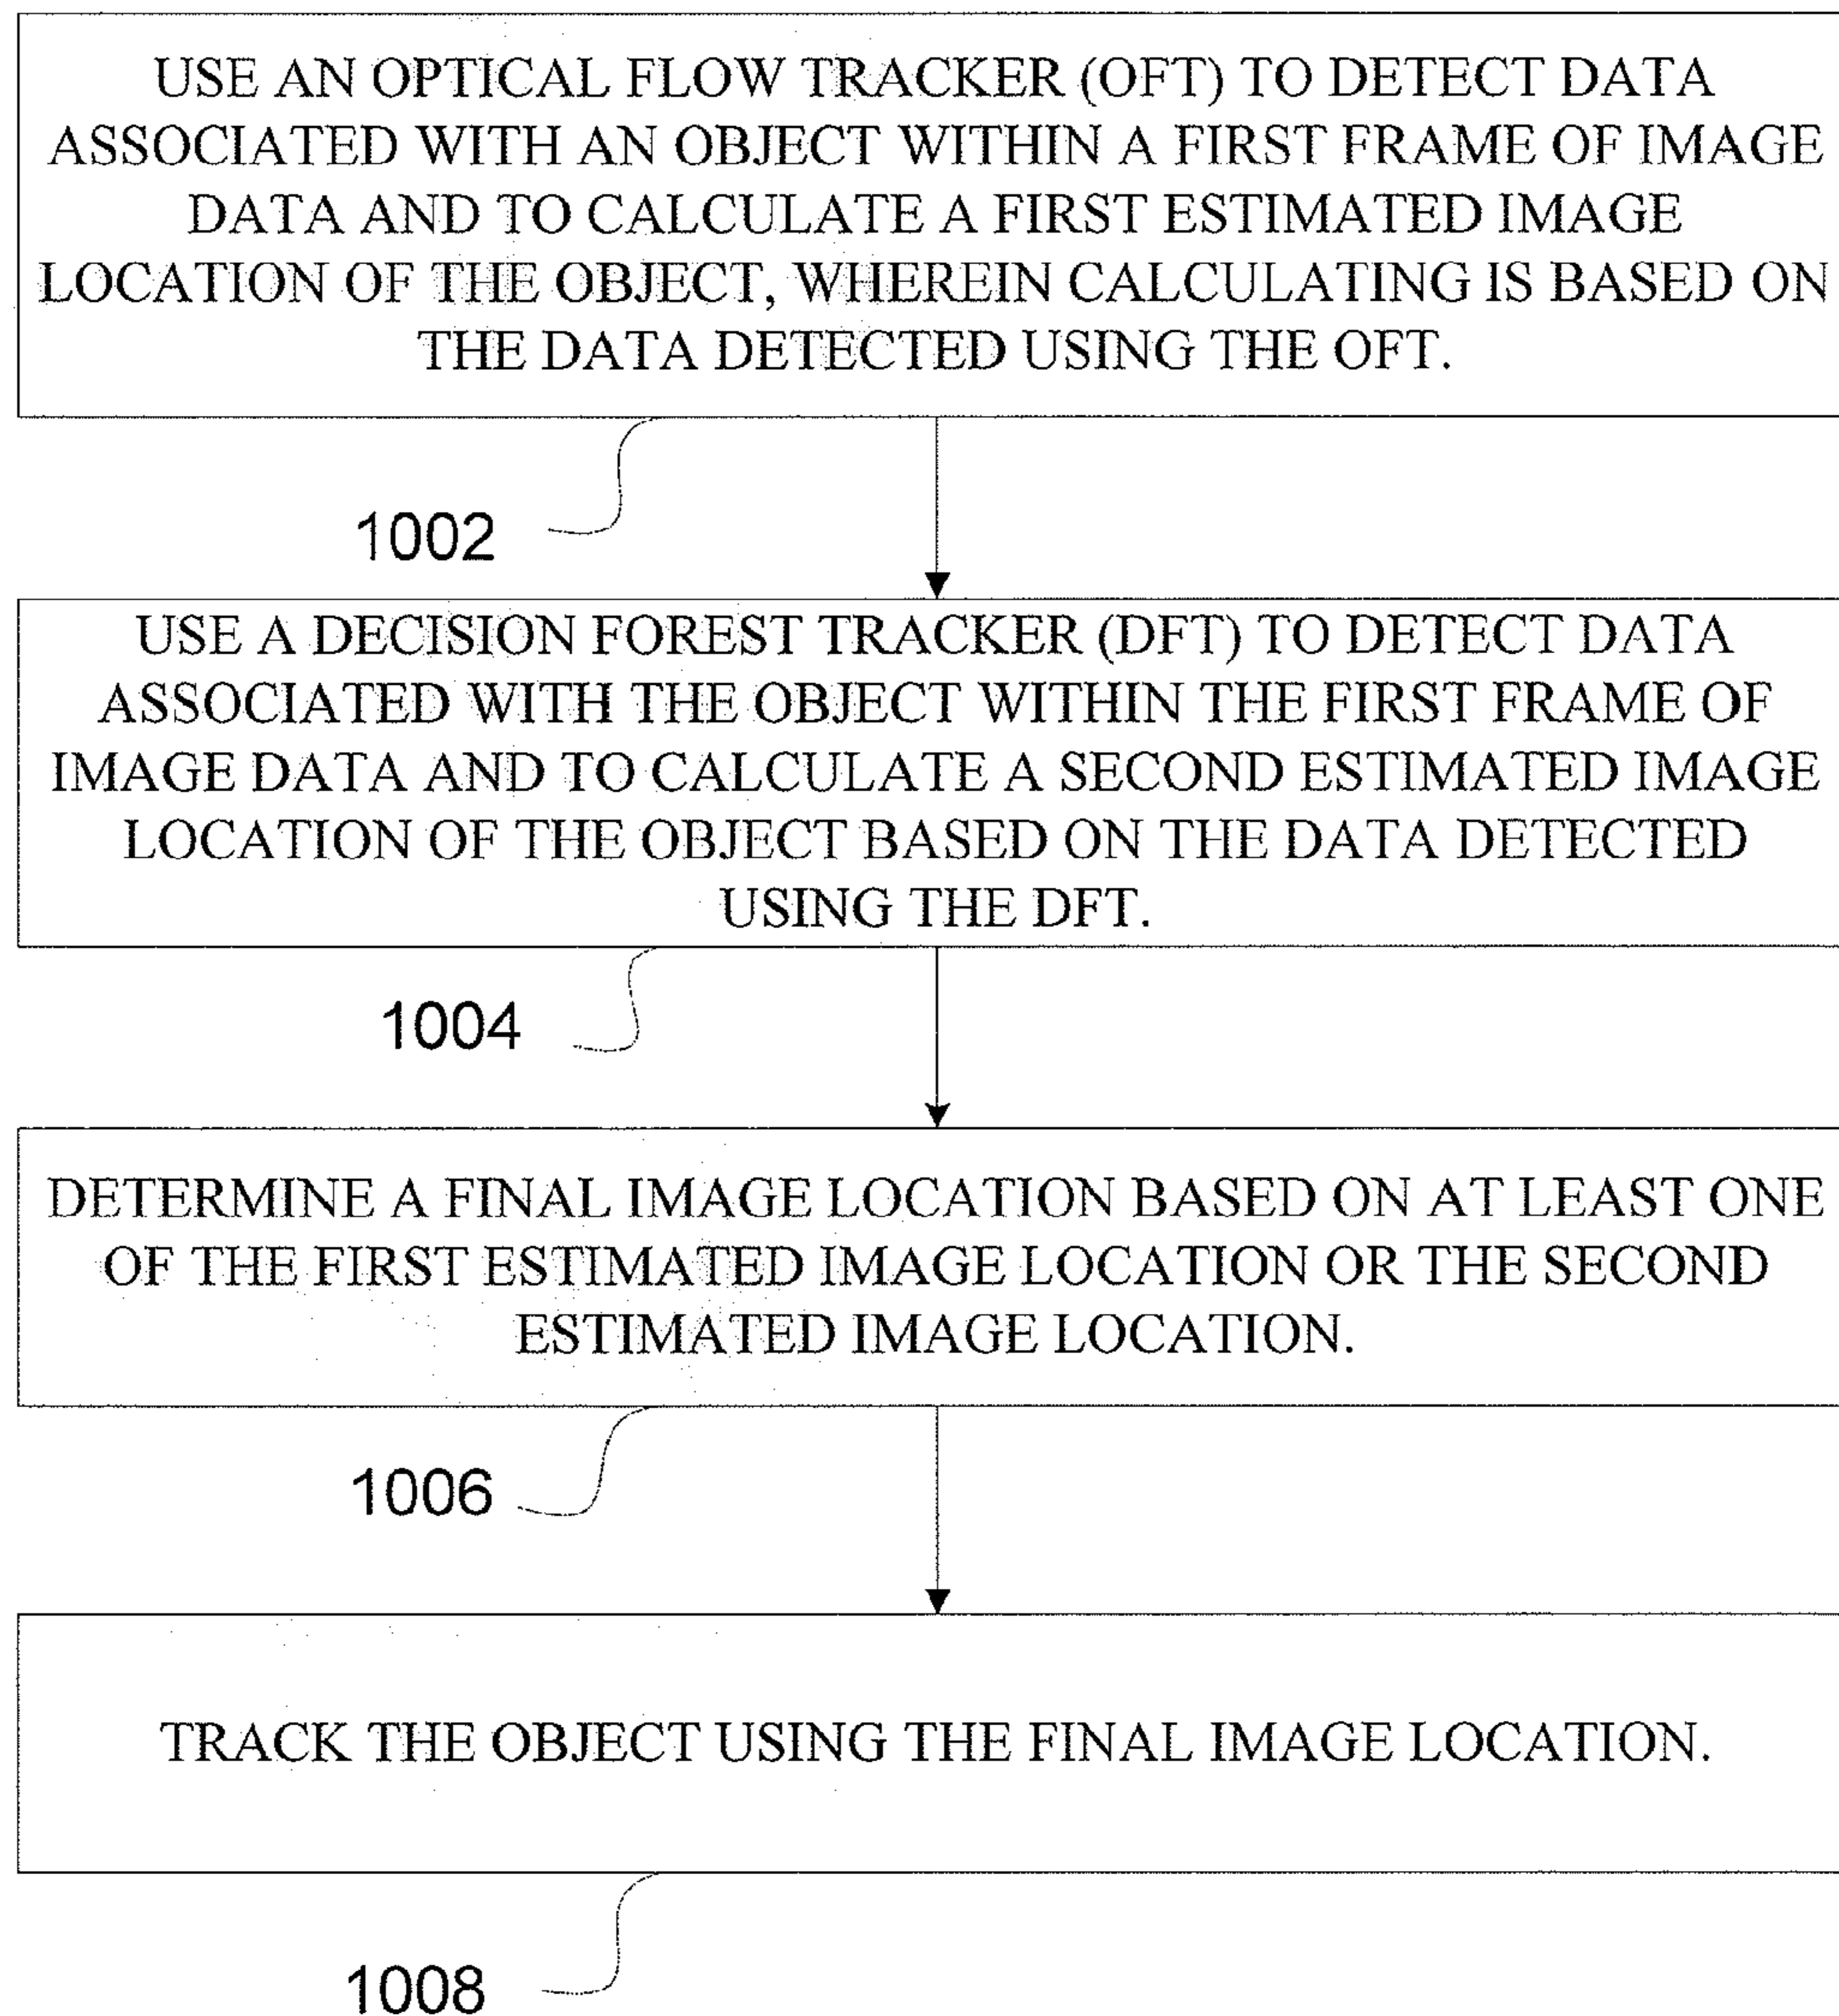 USE AN OPTICAL FLOW TRACKER (OFT) TO DETECT DATA
ASSOCIATED WITH AN OBJECT WITHIN A FIRST FRAME OF IMAGE
DATA AND TO CALCULATE A FIRST ESTIMATED IMAGE
LOCATION OF THE OBJECT, WHEREIN CALCULATING IS BASED ON
THE DATA DETECTED USING THE OFT.
1002
USE A DECISION FOREST TRACKER (DFT) TO DETECT DATA
ASSOCIATED WITH THE OBJECT WITHIN THE FIRST FRAME OF
IMAGE DATA AND TO CALCULATE A SECOND ESTIMATED IMAGE
LOCATION OF THE OBJECT BASED ON THE DATA DETECTED
USING THE DFT.
1004
DETERMINE A FINAL IMAGE LOCATION BASED ON AT LEAST ONE
OF THE FIRST ESTIMATED IMAGE LOCATION OR THE SECOND
ESTIMATED IMAGE LOCATION.
1006
TRACK THE OBJECT USING THE FINAL IMAGE LOCATION.
1008